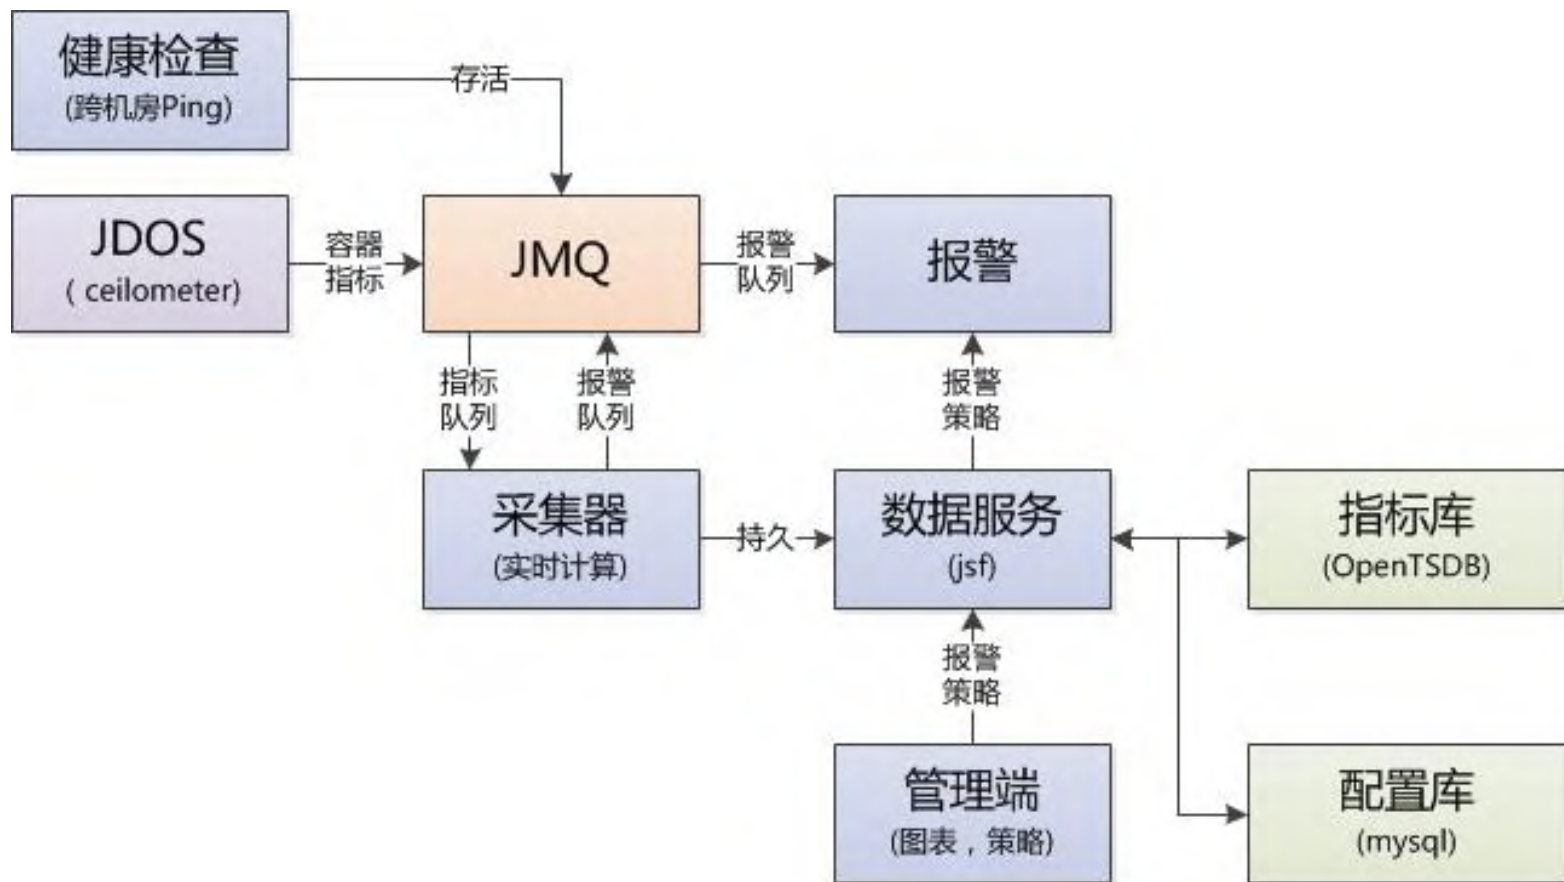 健康检查
(跨机房Ping)
存活
JDOS
( ceilometer)
容器
指标
JMQ
报警
队列
报警
指标
队列
报警
队列
报警
策略
采集器
(实时计算)
持久
数据服务
(jsf)
指标库
(OpenTSDB)
报警
策略
管理端
(图表，策略)
配置库
(mysql)